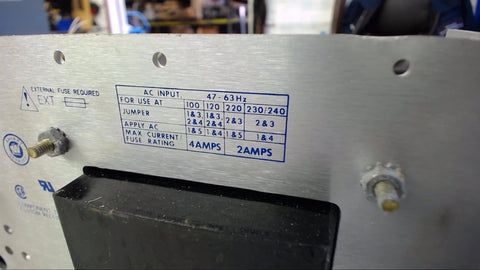 AC INPUT 47-63Hz
EXTERNAL FUSE REQUIRED
EXT
FOR USE AT 100 120 220 230/240
JUMPER 1&3, 1&3, 2&3 2&3
2&4 2&4
APPLY AC 1&5 1&4 1&5 1&4
MAX CURRENT
FUSE RATING 4AMPS 2AMPS
COMPONENT